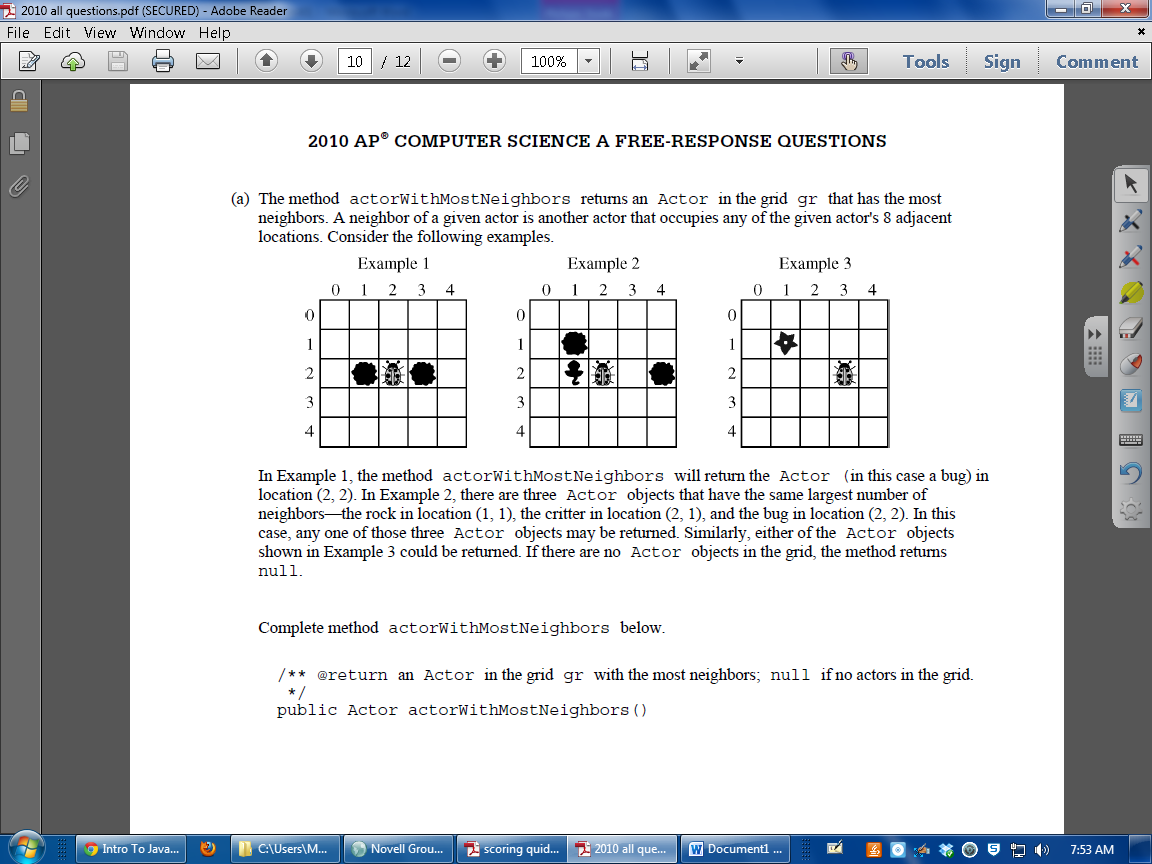 2010 all questions.pdf (SECURED) - Adobe Reader
File Edit View Window Help
10 / 12 100% Tools Sign Comment
2010 AP® COMPUTER SCIENCE A FREE-RESPONSE QUESTIONS
(a) The method actorWithMostNeighbors returns an Actor in the grid gr that has the most
neighbors. A neighbor of a given actor is another actor that occupies any of the given actor's 8 adjacent
locations. Consider the following examples.
Example 1 Example 2 Example 3
0 1 2 3 4 0 1 2 3 4 0 1 2 3 4
0 0 0
1 1 1
2 2 2
3 3 3
4 4 4
In Example 1, the method actorWithMostNeighbors will return the Actor (in this case a bug) in
location (2, 2). In Example 2, there are three Actor objects that have the same largest number of
neighbors—the rock in location (1, 1), the critter in location (2, 1), and the bug in location (2, 2). In this
case, any one of those three Actor objects may be returned. Similarly, either of the Actor objects
shown in Example 3 could be returned. If there are no Actor objects in the grid, the method returns
null.
Complete method actorWithMostNeighbors below.
/** @return an Actor in the grid gr with the most neighbors; null if no actors in the grid.
*/
public Actor actorWithMostNeighbors()
Intro To Java... C:\Users\M... Novell Grou... scoring quid... 2010 all que... Document1 ... 7:53 AM